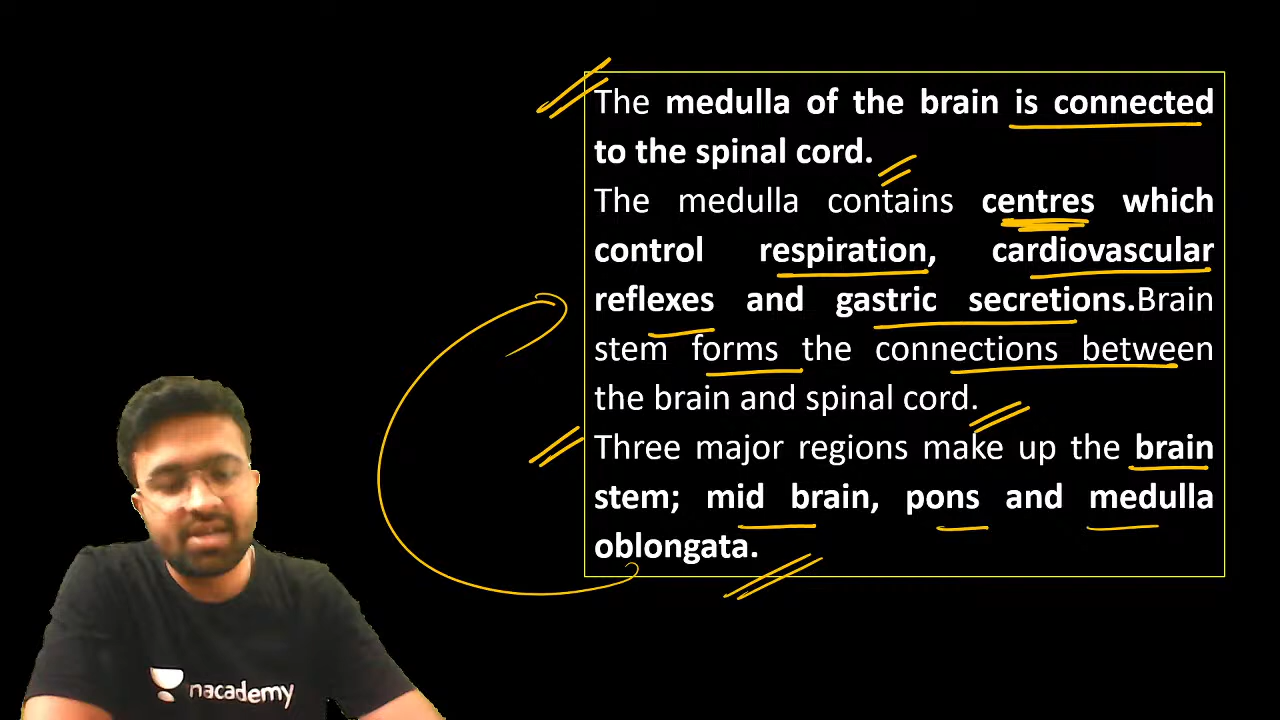 The medulla of the brain is connected
to the spinal cord.
The medulla contains centres which
control respiration, cardiovascular
reflexes and gastric secretions.Brain
stem forms the connections between
the brain and spinal cord.
Three major regions make up the brain
stem; mid brain, pons and medulla
oblongata.
nacademy